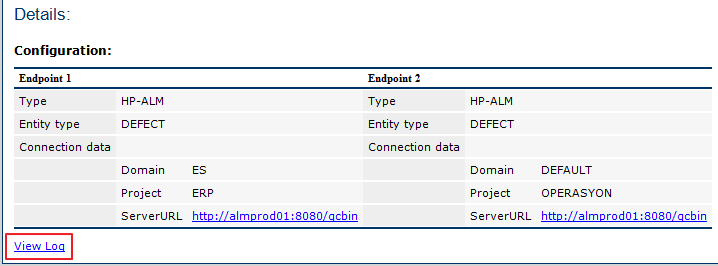 Details:
Configuration:
Endpoint 1 Endpoint 2
Type HP-ALM Type HP-ALM
Entity type DEFECT Entity type DEFECT
Connection data Connection data
Domain ES Domain DEFAULT
Project ERP Project OPERASYON
ServerURL http://almprod01:8080/qcbin ServerURL http://almprod01:8080/qcbin
View Log